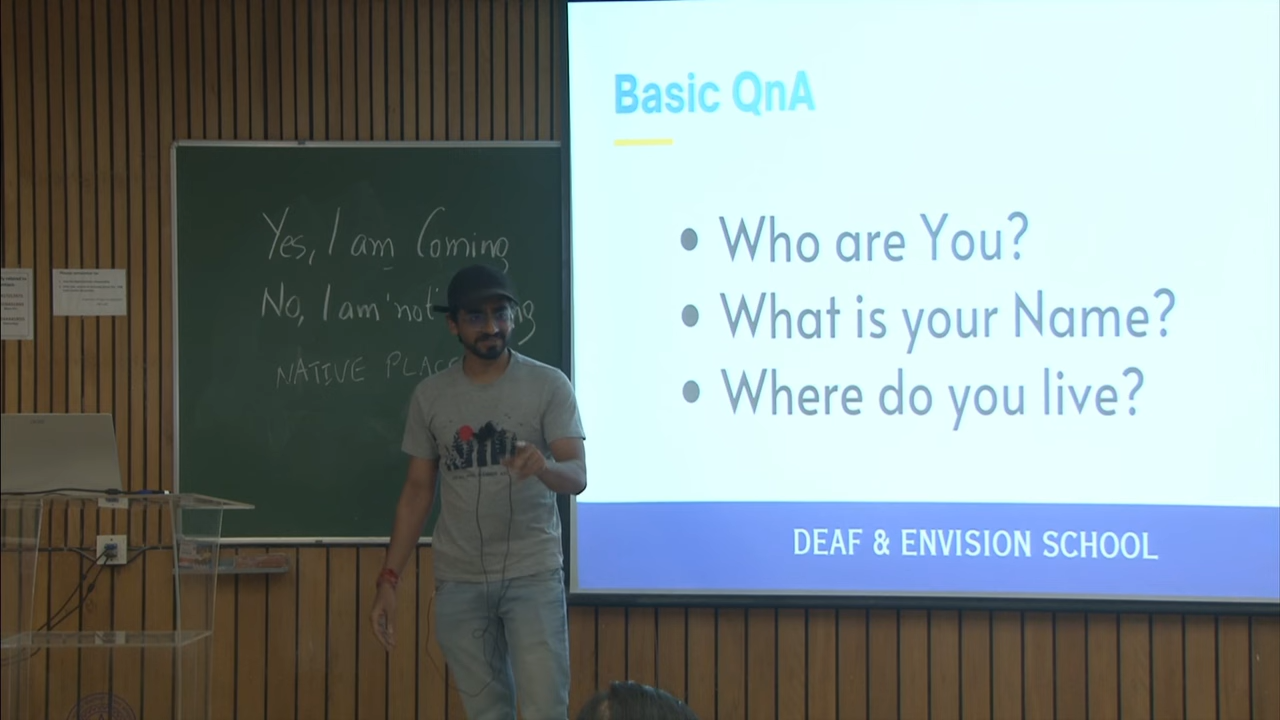 Yes, I am Coming
No, I am not
NATIVE PLACE
Basic QnA
• Who are You?
• What is your Name?
• Where do you live?
DEAF & ENVISION SCHOOL